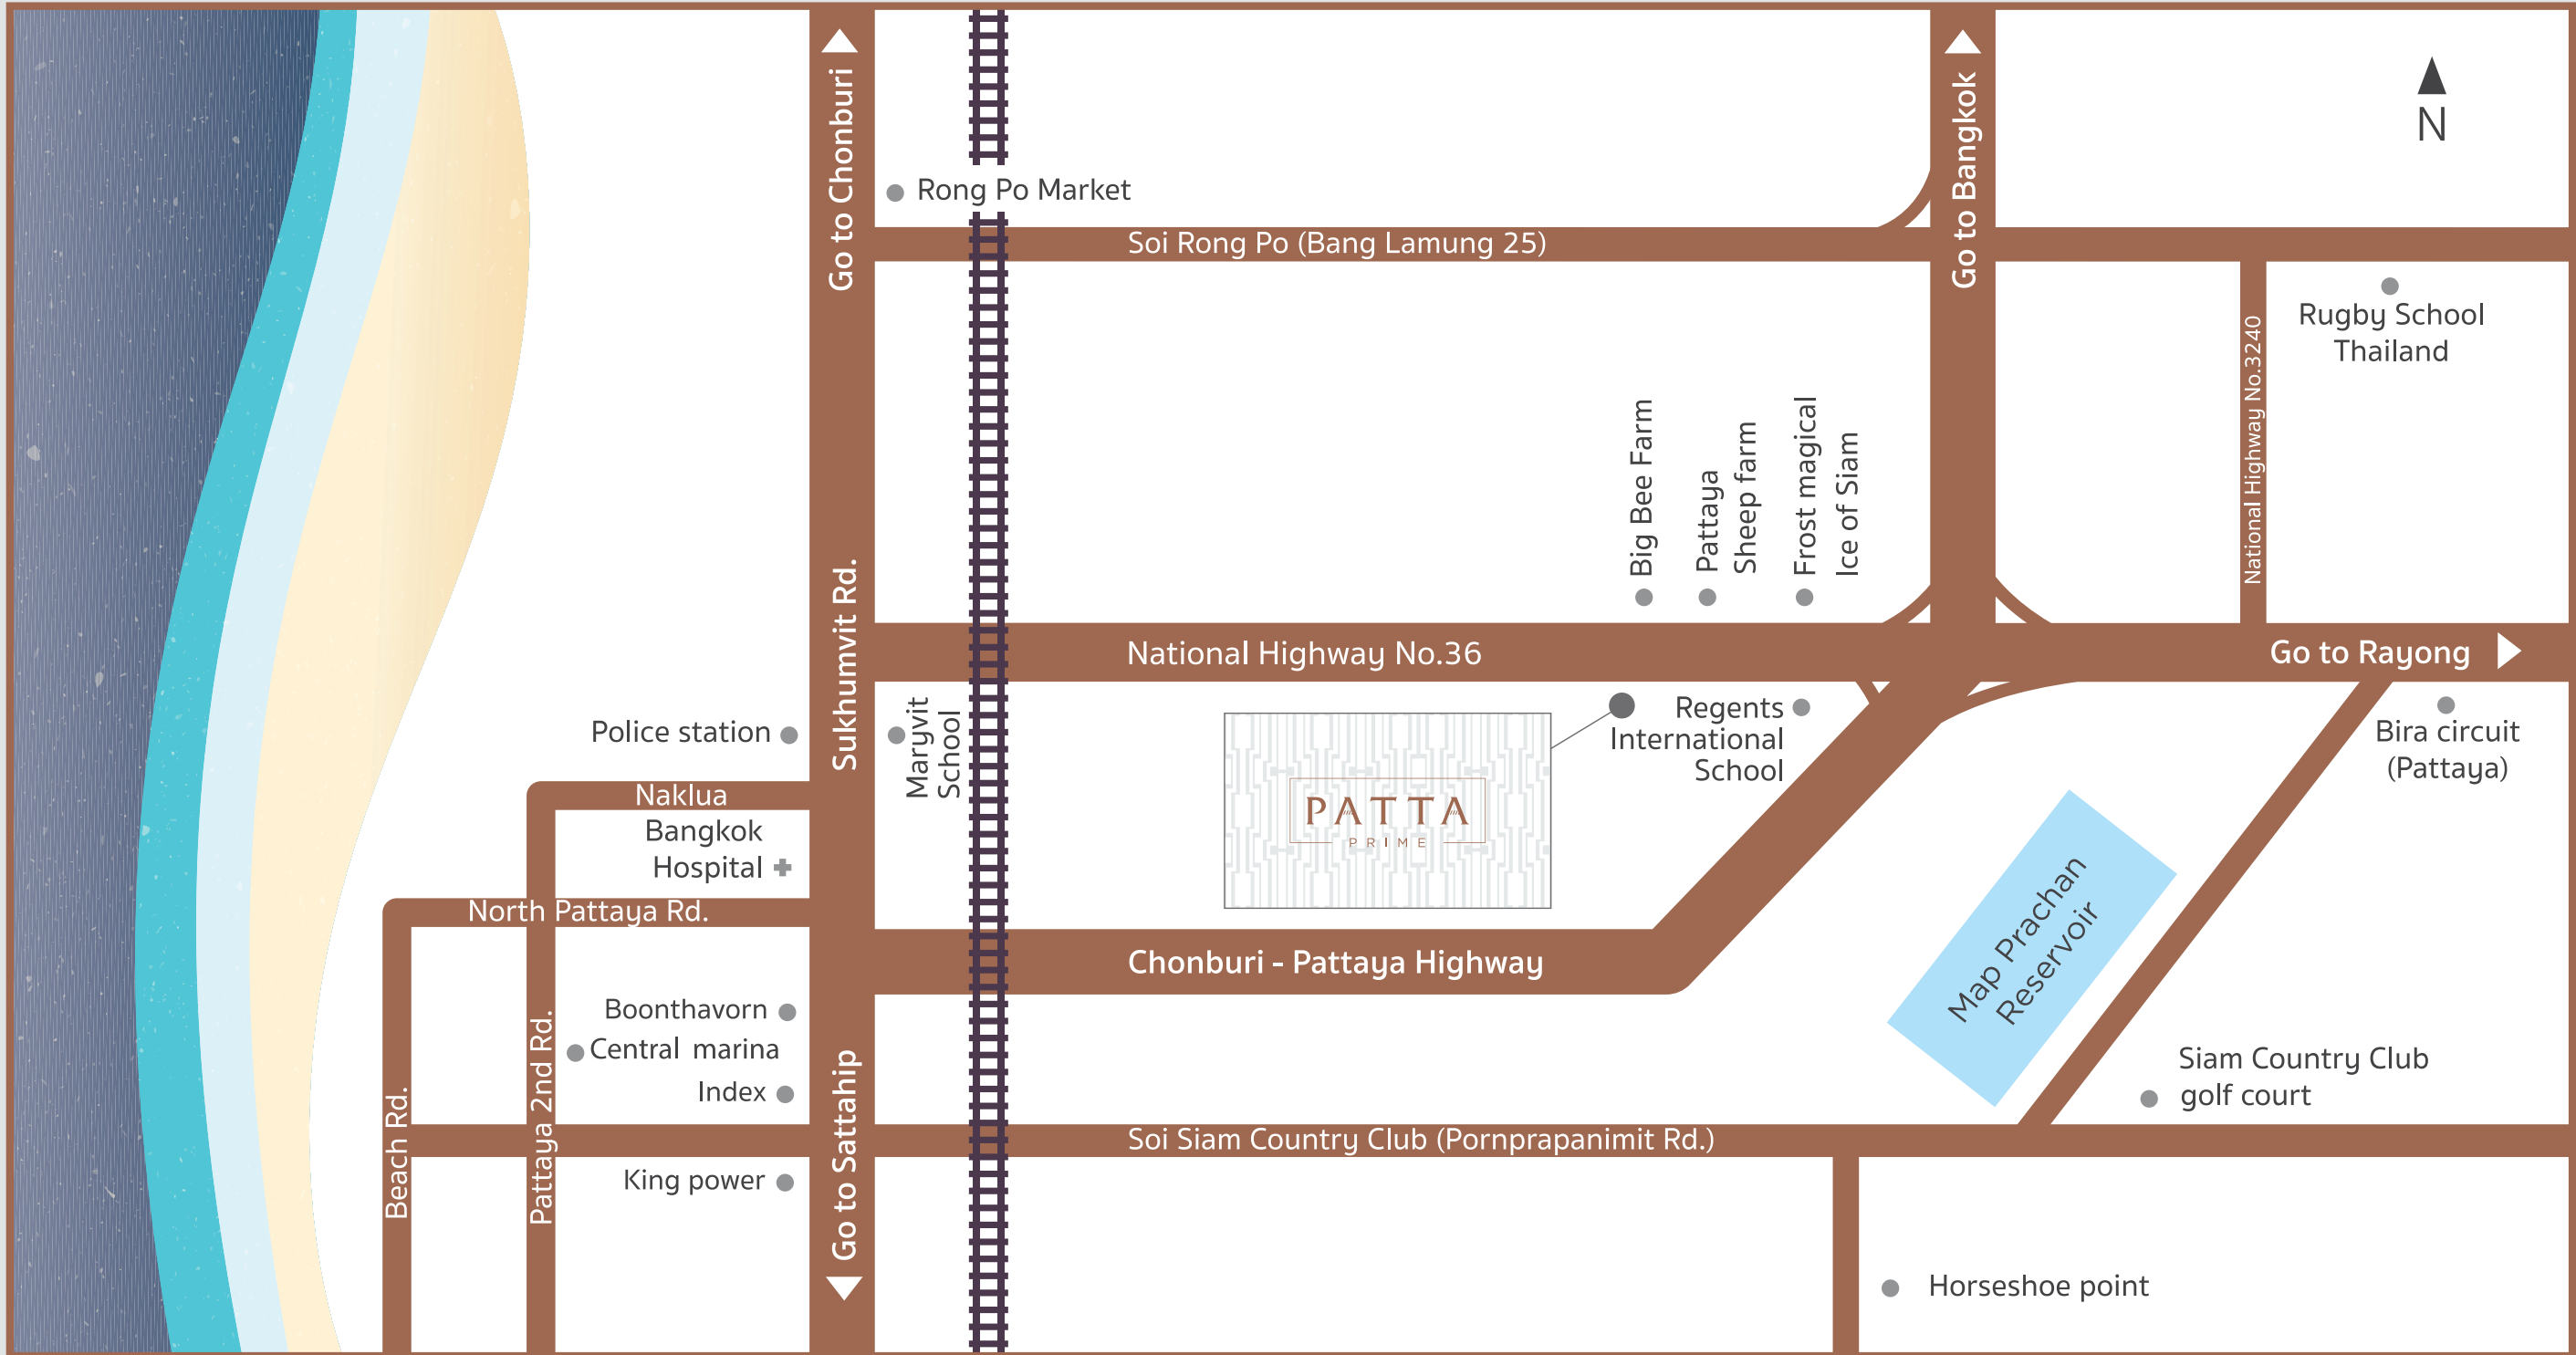 Go to Chonburi
Go to Bangkok
N
Rong Po Market
Soi Rong Po (Bang Lamung 25)
Rugby School
Thailand
National Highway No.3240
Big Bee Farm
Pattaya
Sheep farm
Frost magical
Ice of Siam
Sukhumvit Rd.
National Highway No.36
Go to Rayong
Police station
Maryvit
School
Regents
International
School
Bira circuit
(Pattaya)
Naklua
PATTA
PRIME
Bangkok
Hospital
North Pattaya Rd.
Chonburi - Pattaya Highway
Map Prachan
Reservoir
Boonthavorn
Central marina
Index
Siam Country Club
golf court
Beach Rd.
Pattaya 2nd Rd.
Go to Sattahip
Soi Siam Country Club (Pornprapanimit Rd.)
King power
Horseshoe point